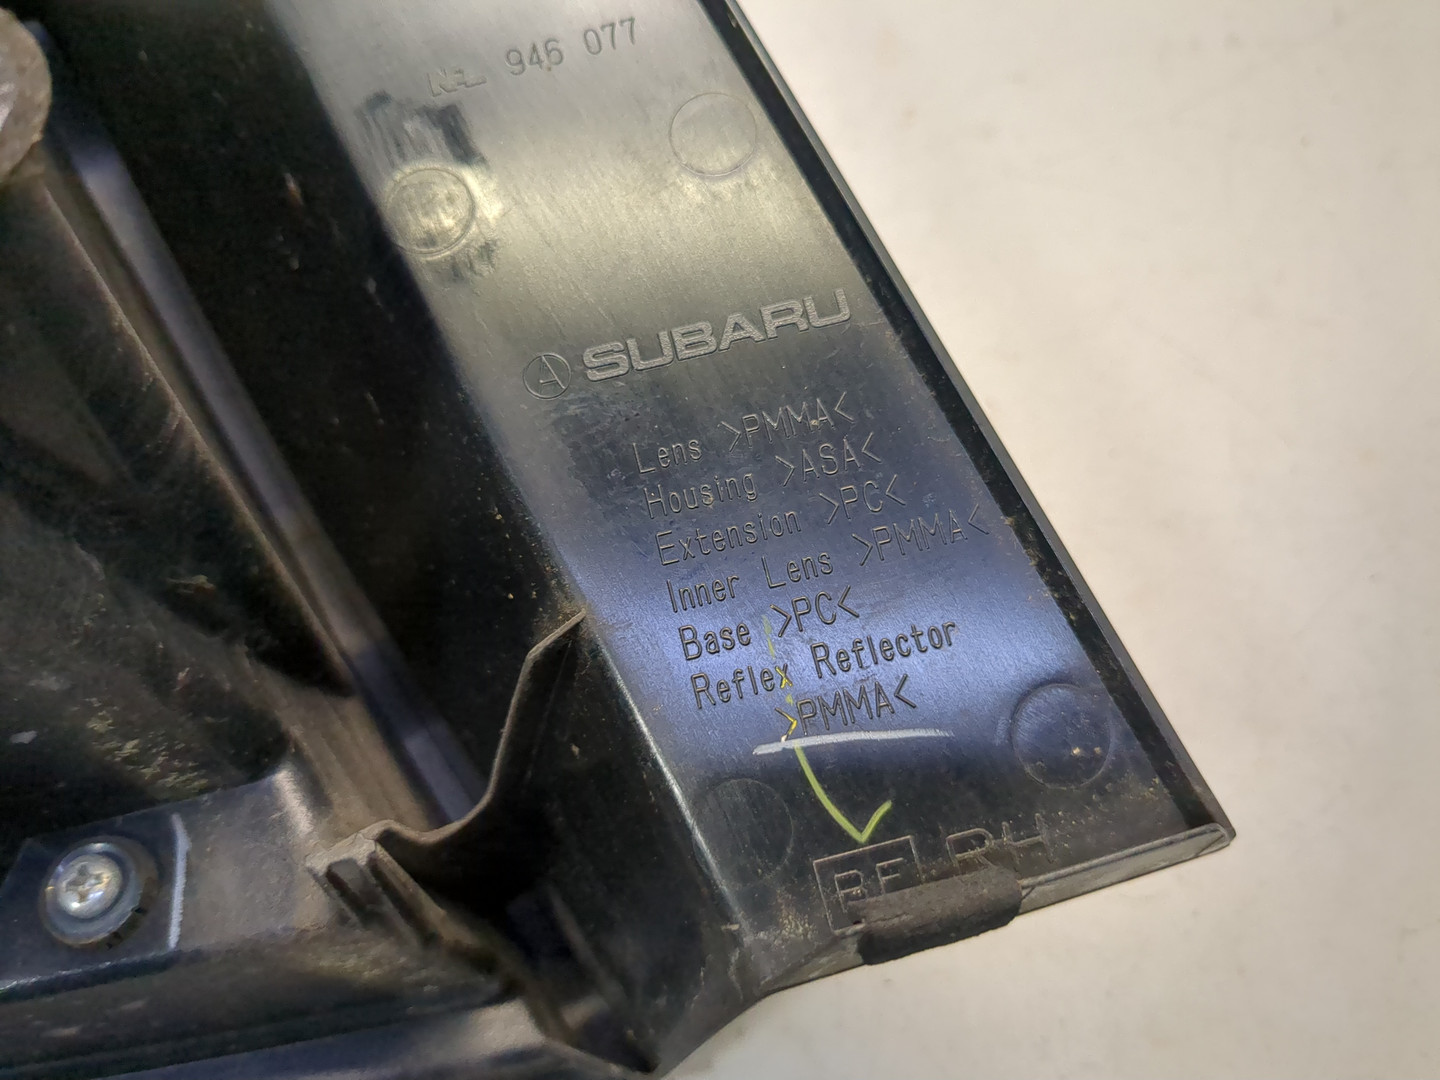 946 077
SUBARU
Lens >PMMA<
Housing >ASA<
Extension >PC<
Inner Lens >PMMA<
Base >PC<
Reflex Reflector
>PMMA<
RH